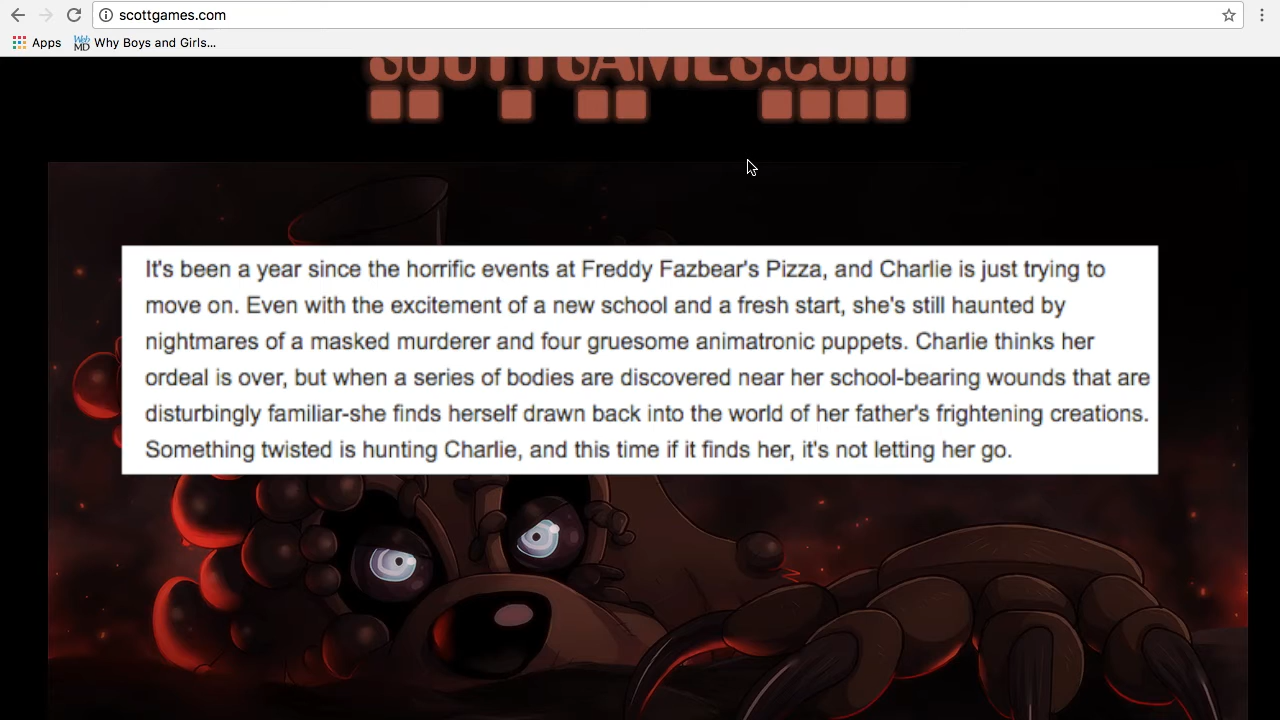 scottgames.com
Apps
Web MD Why Boys and Girls...
SCOTTGAMES.COM
It's been a year since the horrific events at Freddy Fazbear's Pizza, and Charlie is just trying to
move on. Even with the excitement of a new school and a fresh start, she's still haunted by
nightmares of a masked murderer and four gruesome animatronic puppets. Charlie thinks her
ordeal is over, but when a series of bodies are discovered near her school-bearing wounds that are
disturbingly familiar-she finds herself drawn back into the world of her father's frightening creations.
Something twisted is hunting Charlie, and this time if it finds her, it's not letting her go.